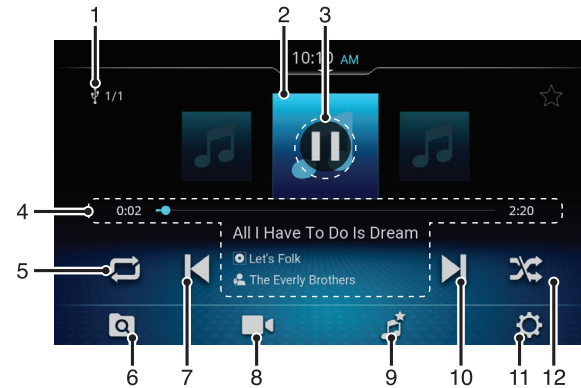 1 2 3
10:10 AM
1/1
4 0:02 2:20
All I Have To Do Is Dream
Let's Folk
The Everly Brothers
5
6 7 8 9 10 11 12